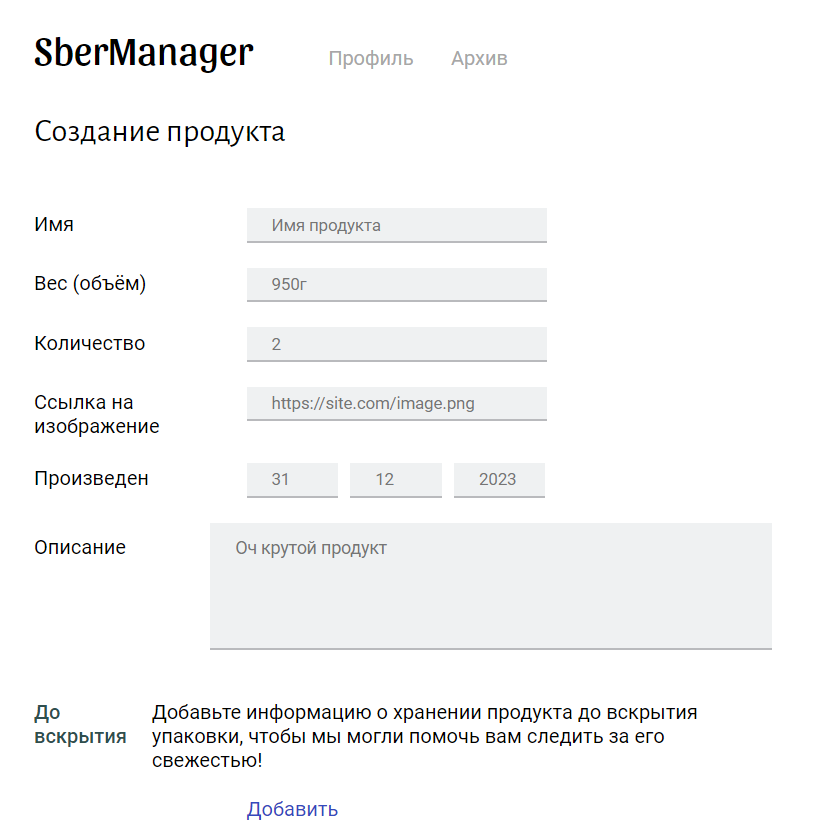 SberManager Профиль Архив
Создание продукта
Имя Имя продукта
Вес (объём) 950г
Количество 2
Ссылка на https://site.com/image.png
изображение
Произведен 31 12 2023
Описание Оч крутой продукт
До Добавьте информацию о хранении продукта до вскрытия
вскрытия упаковки, чтобы мы могли помочь вам следить за его
свежестью!
Добавить